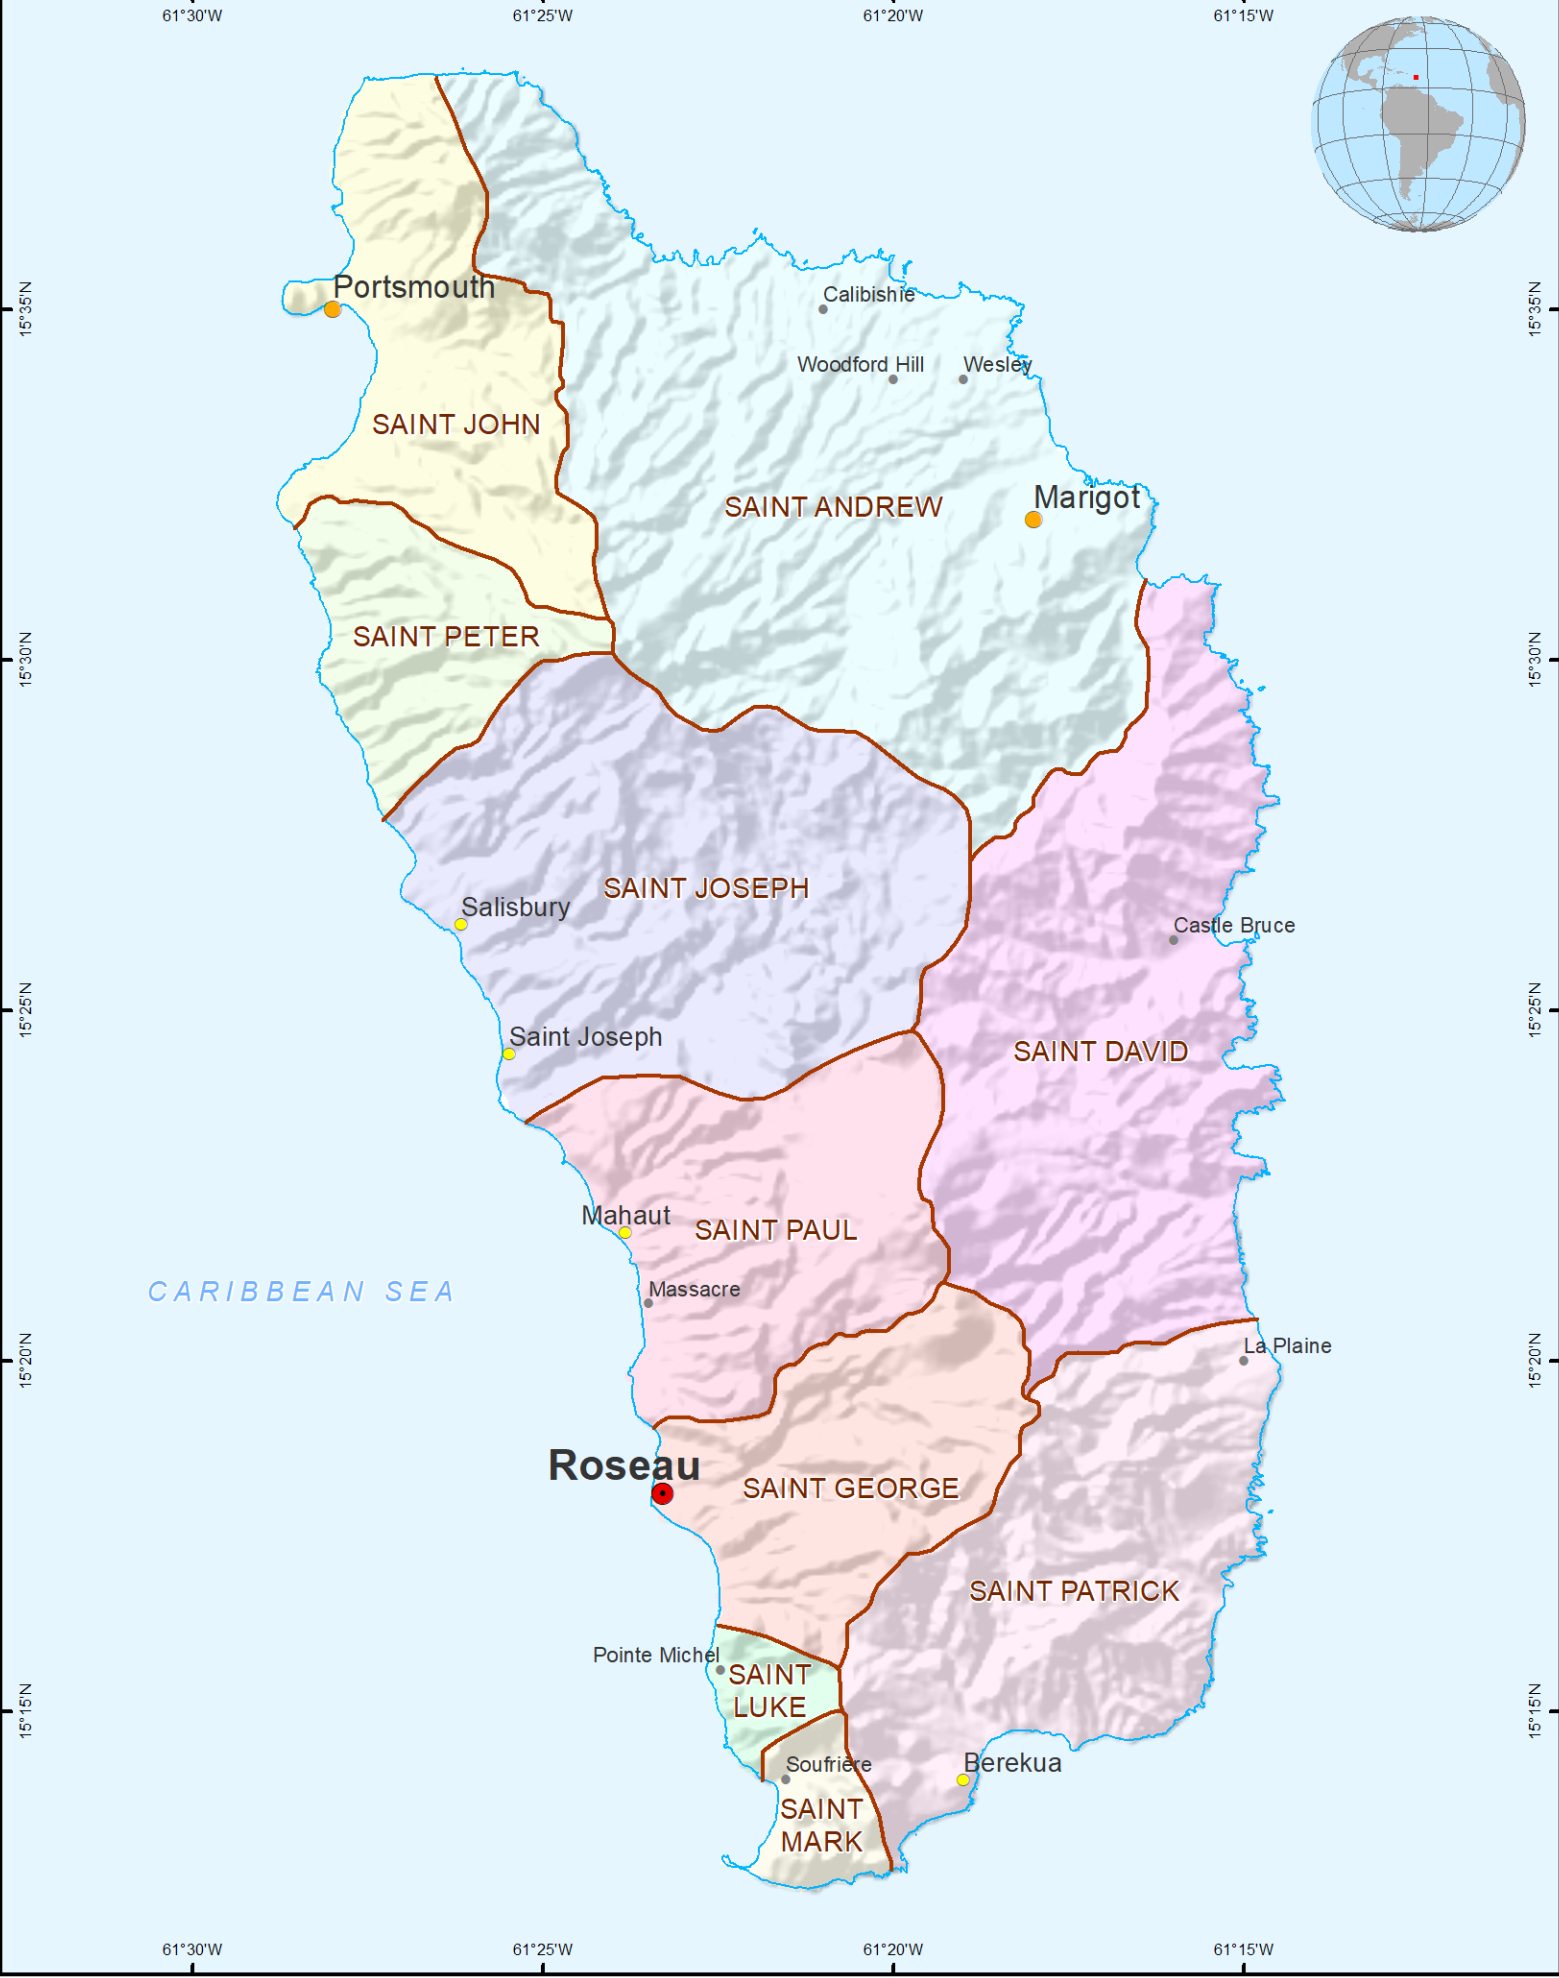 61°30'W
61°25'W
61°20'W
61°15'W
Portsmouth
15°35'N
15°35'N
Calibishie
Woodford Hill
Wesley
SAINT JOHN
Marigot
SAINT ANDREW
SAINT PETER
15°30'N
15°30'N
SAINT JOSEPH
Salisbury
Castle Bruce
15°25'N
15°25'N
Saint Joseph
SAINT DAVID
Mahaut
SAINT PAUL
CARIBBEAN SEA
Massacre
La Plaine
15°20'N
15°20'N
Roseau
SAINT GEORGE
SAINT PATRICK
Pointe Michel
SAINT
LUKE
15°15'N
15°15'N
Soufrière
Berekua
SAINT
MARK
61°30'W
61°25'W
61°20'W
61°15'W